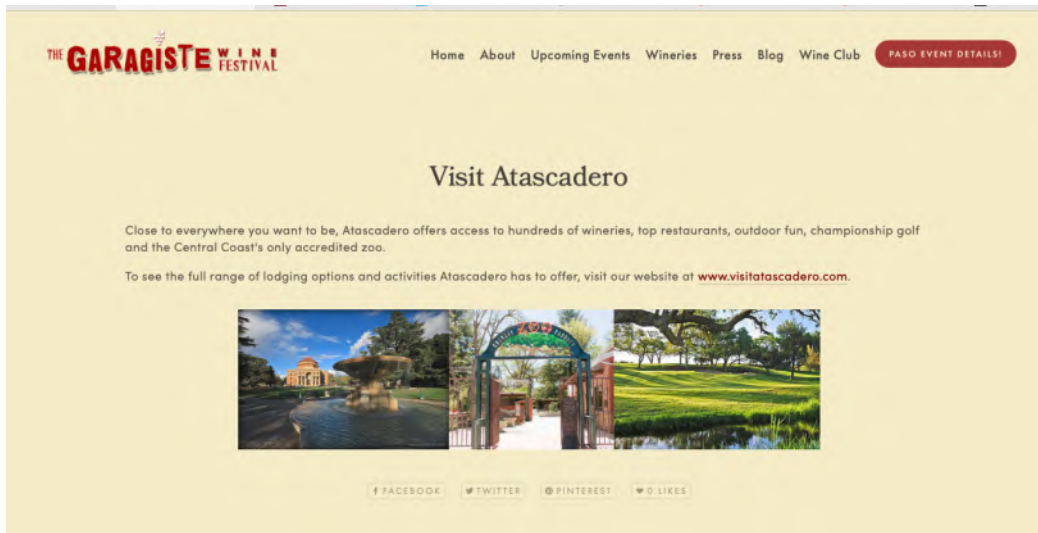 THE GARAGISTE WINE FESTIVAL
Home About Upcoming Events Wineries Press Blog Wine Club PASO EVENT DETAILS!
Visit Atascadero
Close to everywhere you want to be, Atascadero offers access to hundreds of wineries, top restaurants, outdoor fun, championship golf
and the Central Coast's only accredited zoo.
To see the full range of lodging options and activities Atascadero has to offer, visit our website at www.visitatascadero.com.
ZOO
FACEBOOK TWITTER PINTEREST 0 LIKES